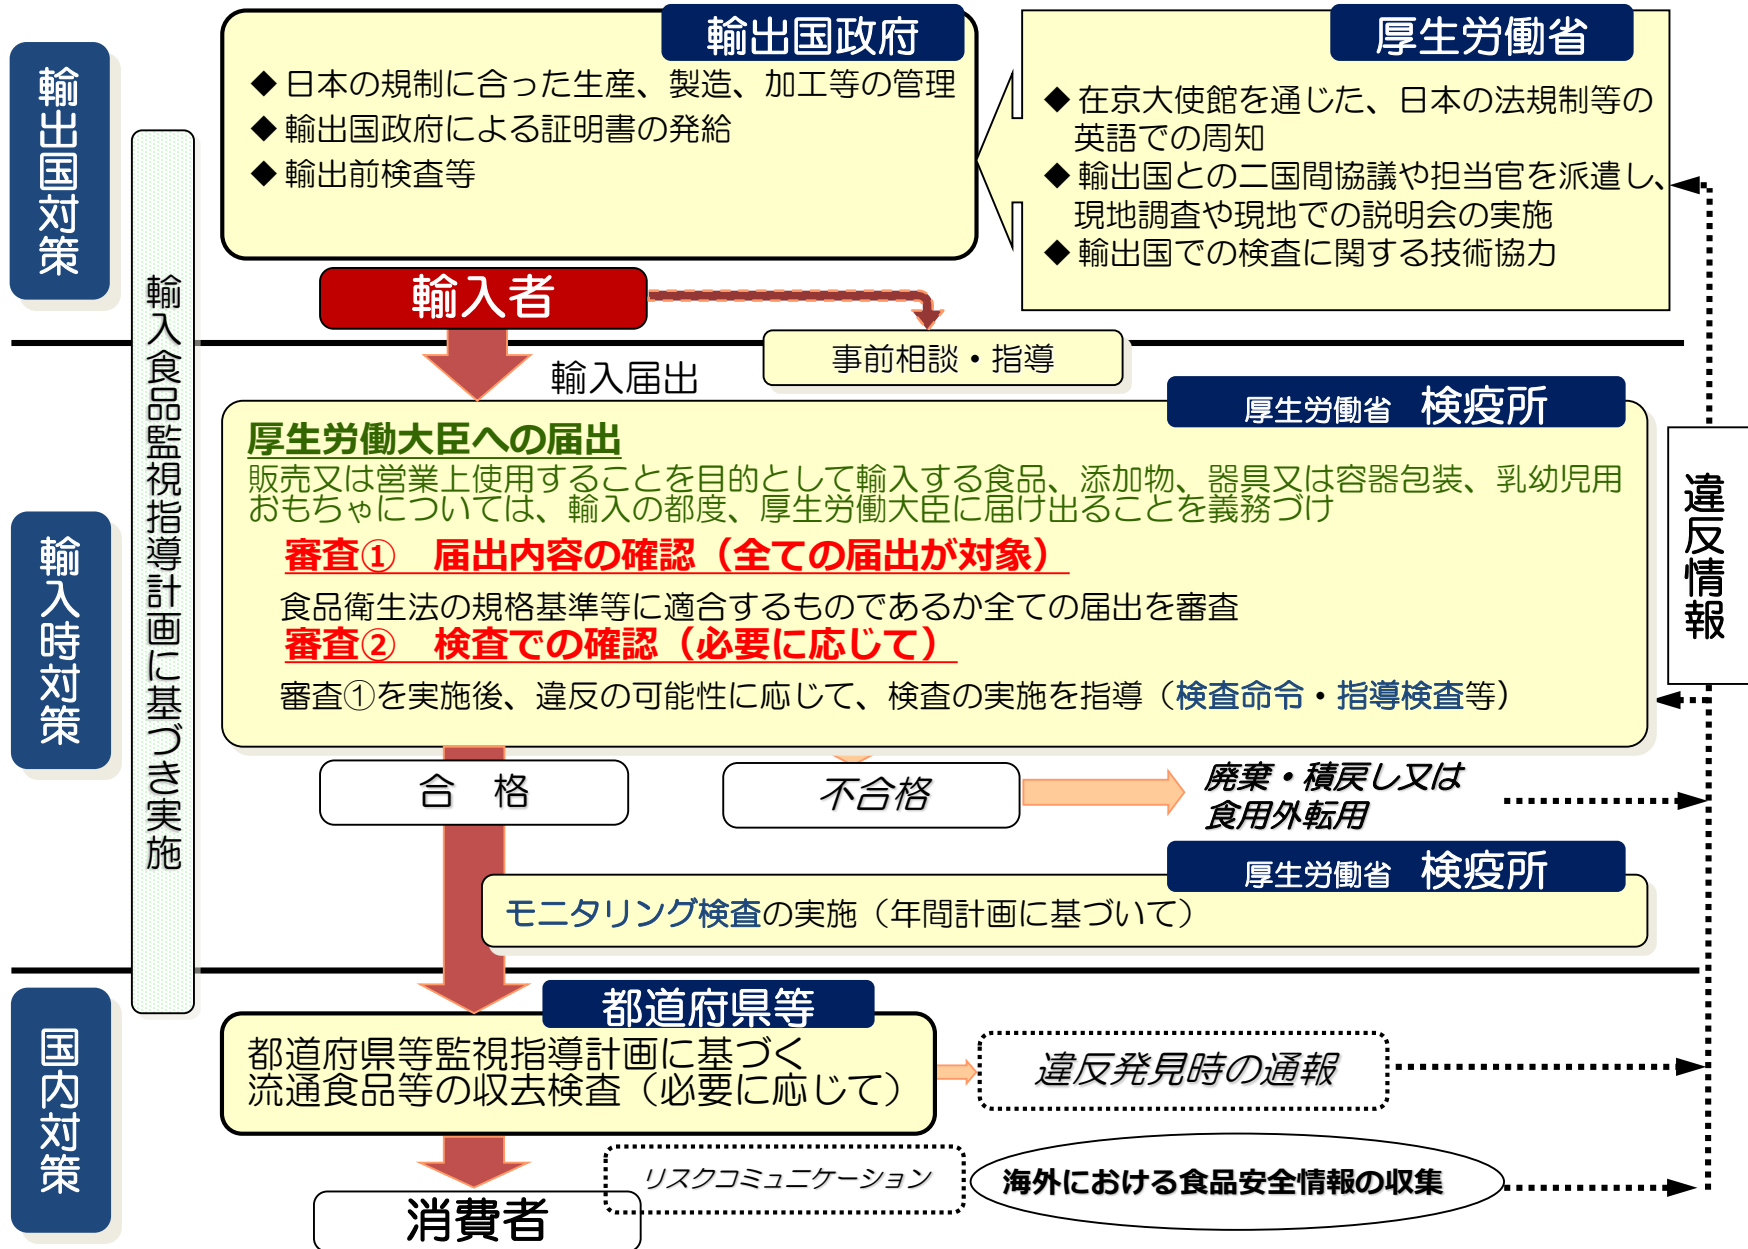 輸出国対策
輸入食品監視指導計画に基づき実施
輸出国政府
◆ 日本の規制に合った生産、製造、加工等の管理
◆ 輸出国政府による証明書の発給
◆ 輸出前検査等
厚生労働省
◆ 在京大使館を通じた、日本の法規制等の
英語での周知
◆ 輸出国との二国間協議や担当官を派遣し、
現地調査や現地での説明会の実施
◆ 輸出国での検査に関する技術協力
輸入者
事前相談・指導
輸入届出
輸入時対策
厚生労働省 検疫所
厚生労働大臣への届出
販売又は営業上使用することを目的として輸入する食品、添加物、器具又は容器包装、乳幼児用
おもちゃについては、輸入の都度、厚生労働大臣に届け出ることを義務づけ
審査① 届出内容の確認（全ての届出が対象）
食品衛生法の規格基準等に適合するものであるか全ての届出を審査
審査② 検査での確認（必要に応じて）
審査①を実施後、違反の可能性に応じて、検査の実施を指導（検査命令・指導検査等）
違反情報
合 格
不合格
廃棄・積戻し又は
食用外転用
厚生労働省 検疫所
モニタリング検査の実施（年間計画に基づいて）
国内対策
都道府県等
都道府県等監視指導計画に基づく
流通食品等の収去検査（必要に応じて）
違反発見時の通報
リスクコミュニケーション
海外における食品安全情報の収集
消費者